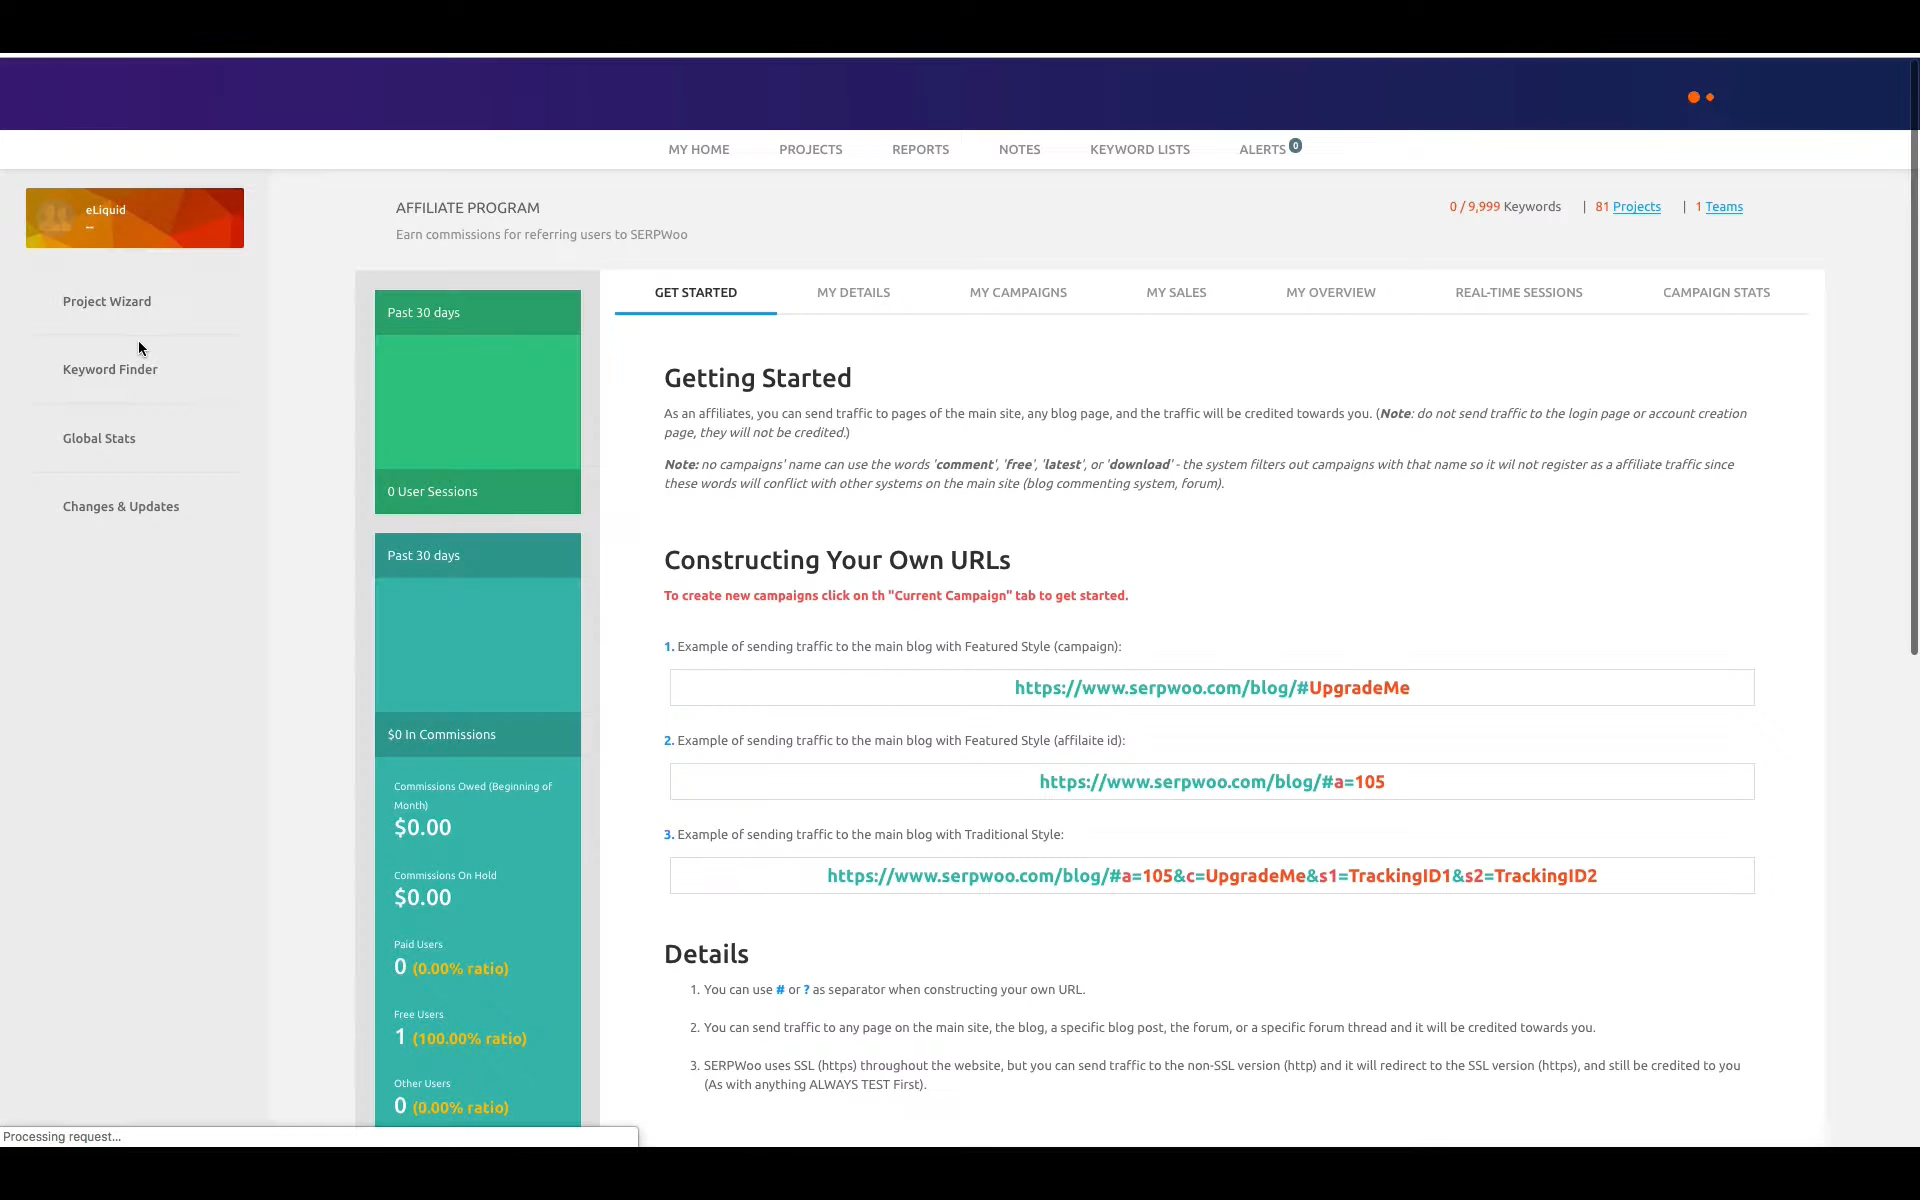 MY HOME PROJECTS REPORTS NOTES KEYWORD LISTS ALERTS 0
eLiquid
--
Project Wizard
Keyword Finder
Global Stats
Changes & Updates
AFFILIATE PROGRAM
Earn commissions for referring users to SERPWoo
0 / 9,999 Keywords | 81 Projects | 1 Teams
Past 30 days
0 User Sessions
Past 30 days
$0 In Commissions
Commissions Owed (Beginning of
Month)
$0.00
Commissions On Hold
$0.00
Paid Users
0 (0.00% ratio)
Free Users
1 (100.00% ratio)
Other Users
0 (0.00% ratio)
GET STARTED MY DETAILS MY CAMPAIGNS MY SALES MY OVERVIEW REAL-TIME SESSIONS CAMPAIGN STATS
Getting Started
As an affiliates, you can send traffic to pages of the main site, any blog page, and the traffic will be credited towards you. (Note: do not send traffic to the login page or account creation
page, they will not be credited.)
Note: no campaigns' name can use the words 'comment', 'free', 'latest', or 'download' - the system filters out campaigns with that name so it wil not register as a affiliate traffic since
these words will conflict with other systems on the main site (blog commenting system, forum).
Constructing Your Own URLs
To create new campaigns click on th "Current Campaign" tab to get started.
1. Example of sending traffic to the main blog with Featured Style (campaign):
https://www.serpwoo.com/blog/#UpgradeMe
2. Example of sending traffic to the main blog with Featured Style (affilaite id):
https://www.serpwoo.com/blog/#a=105
3. Example of sending traffic to the main blog with Traditional Style:
https://www.serpwoo.com/blog/#a=105&c=UpgradeMe&s1=TrackingID1&s2=TrackingID2
Details
1. You can use # or ? as separator when constructing your own URL.
2. You can send traffic to any page on the main site, the blog, a specific blog post, the forum, or a specific forum thread and it will be credited towards you.
3. SERPWoo uses SSL (https) throughout the website, but you can send traffic to the non-SSL version (http) and it will redirect to the SSL version (https), and still be credited to you
(As with anything ALWAYS TEST First).
Processing request...